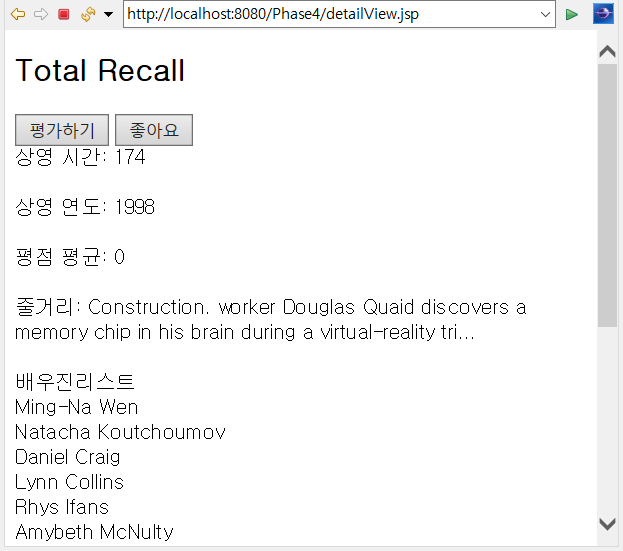 http://localhost:8080/Phase4/detailView.jsp
Total Recall
평가하기 좋아요
상영 시간: 174
상영 연도: 1998
평점 평균: 0
줄거리: Construction. worker Douglas Quaid discovers a
memory chip in his brain during a virtual-reality tri...
배우진리스트
Ming-Na Wen
Natacha Koutchoumov
Daniel Craig
Lynn Collins
Rhys Ifans
Amybeth McNulty